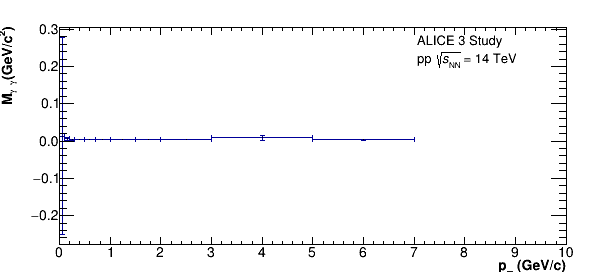 M_γ γ (GeV/c²)
0.3
0.2
0.1
0.0
−0.1
−0.2
ALICE 3 Study
pp √s_NN = 14 TeV
0 1 2 3 4 5 6 7 8 9 10
p_ (GeV/c)